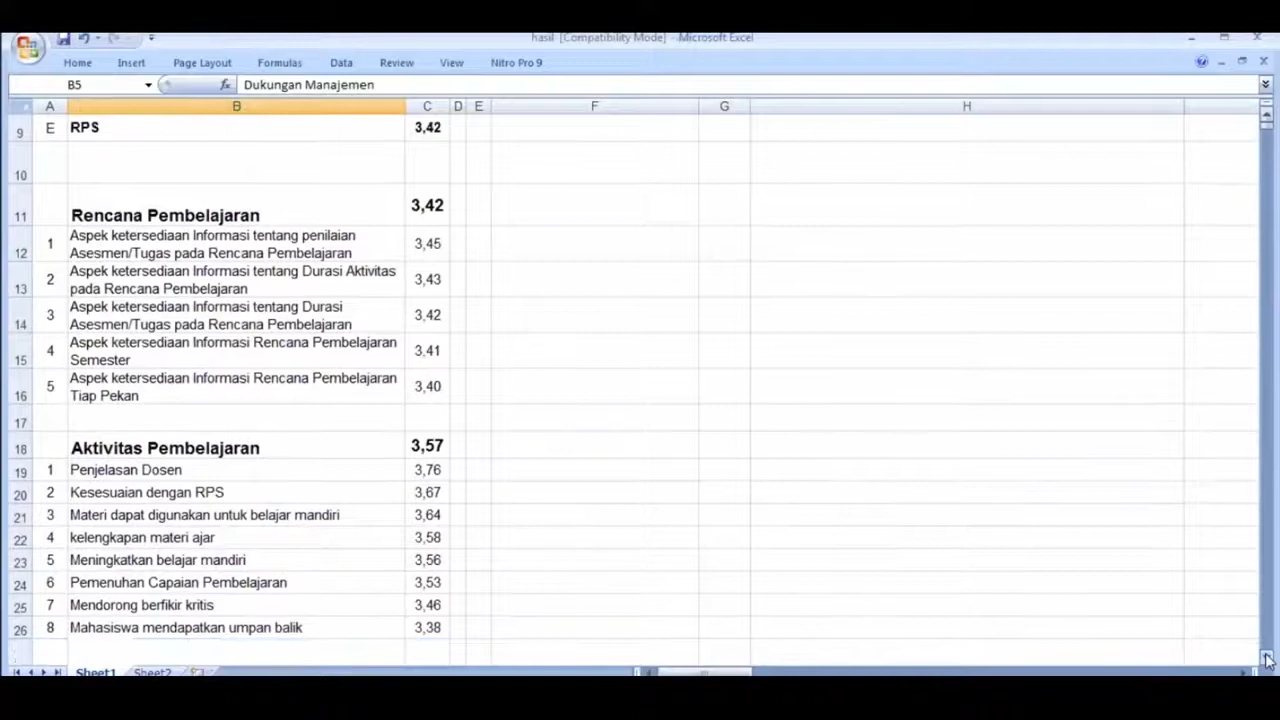 hasil [Compatibility Mode] - Microsoft Excel
Home Insert Page Layout Formulas Data Review View Nitro Pro 9
B5 fx Dukungan Manajemen
A B C D E F G H
9 E RPS 3,42
10
11 Rencana Pembelajaran 3,42
12 1 Aspek ketersediaan Informasi tentang penilaian
Asesmen/Tugas pada Rencana Pembelajaran 3,45
13 2 Aspek ketersediaan Informasi tentang Durasi Aktivitas
pada Rencana Pembelajaran 3,43
14 3 Aspek ketersediaan Informasi tentang Durasi
Asesmen/Tugas pada Rencana Pembelajaran 3,42
15 4 Aspek ketersediaan Informasi Rencana Pembelajaran
Semester 3,41
16 5 Aspek ketersediaan Informasi Rencana Pembelajaran
Tiap Pekan 3,40
17
18 Aktivitas Pembelajaran 3,57
19 1 Penjelasan Dosen 3,76
20 2 Kesesuaian dengan RPS 3,67
21 3 Materi dapat digunakan untuk belajar mandiri 3,64
22 4 kelengkapan materi ajar 3,58
23 5 Meningkatkan belajar mandiri 3,56
24 6 Pemenuhan Capaian Pembelajaran 3,53
25 7 Mendorong berfikir kritis 3,46
26 8 Mahasiswa mendapatkan umpan balik 3,38
Sheet1 Sheet2